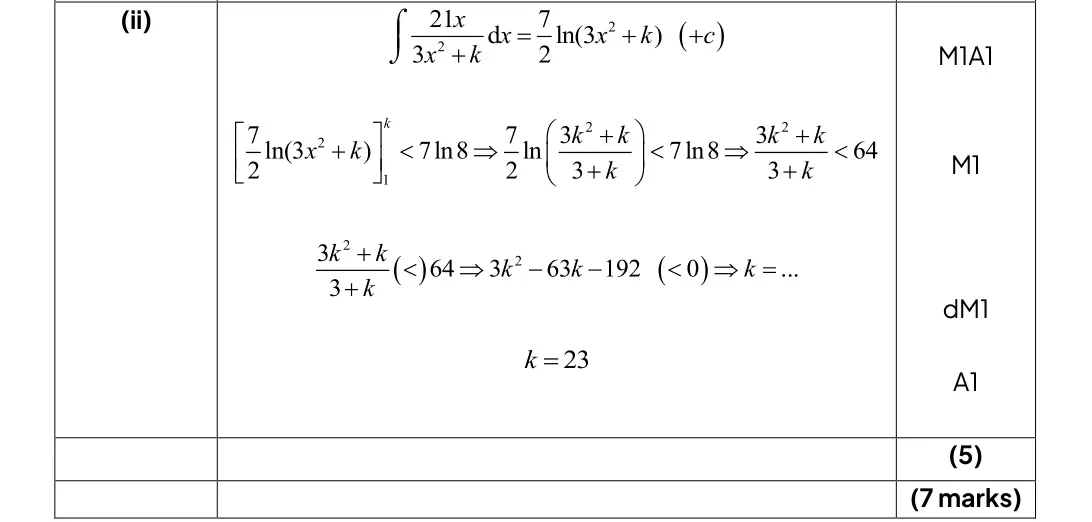 (ii)
∫ 21x/(3x² + k) dx = 7/2 ln(3x² + k) (+c)
M1A1
[7/2 ln(3x² + k)]₁ᵏ < 7 ln 8 ⇒ 7/2 ln((3k² + k)/(3 + k)) < 7 ln 8 ⇒ (3k² + k)/(3 + k) < 64
M1
(3k² + k)/(3 + k) (<) 64 ⇒ 3k² − 63k − 192 (< 0) ⇒ k = ...
dM1
k = 23
A1
(5)
(7 marks)